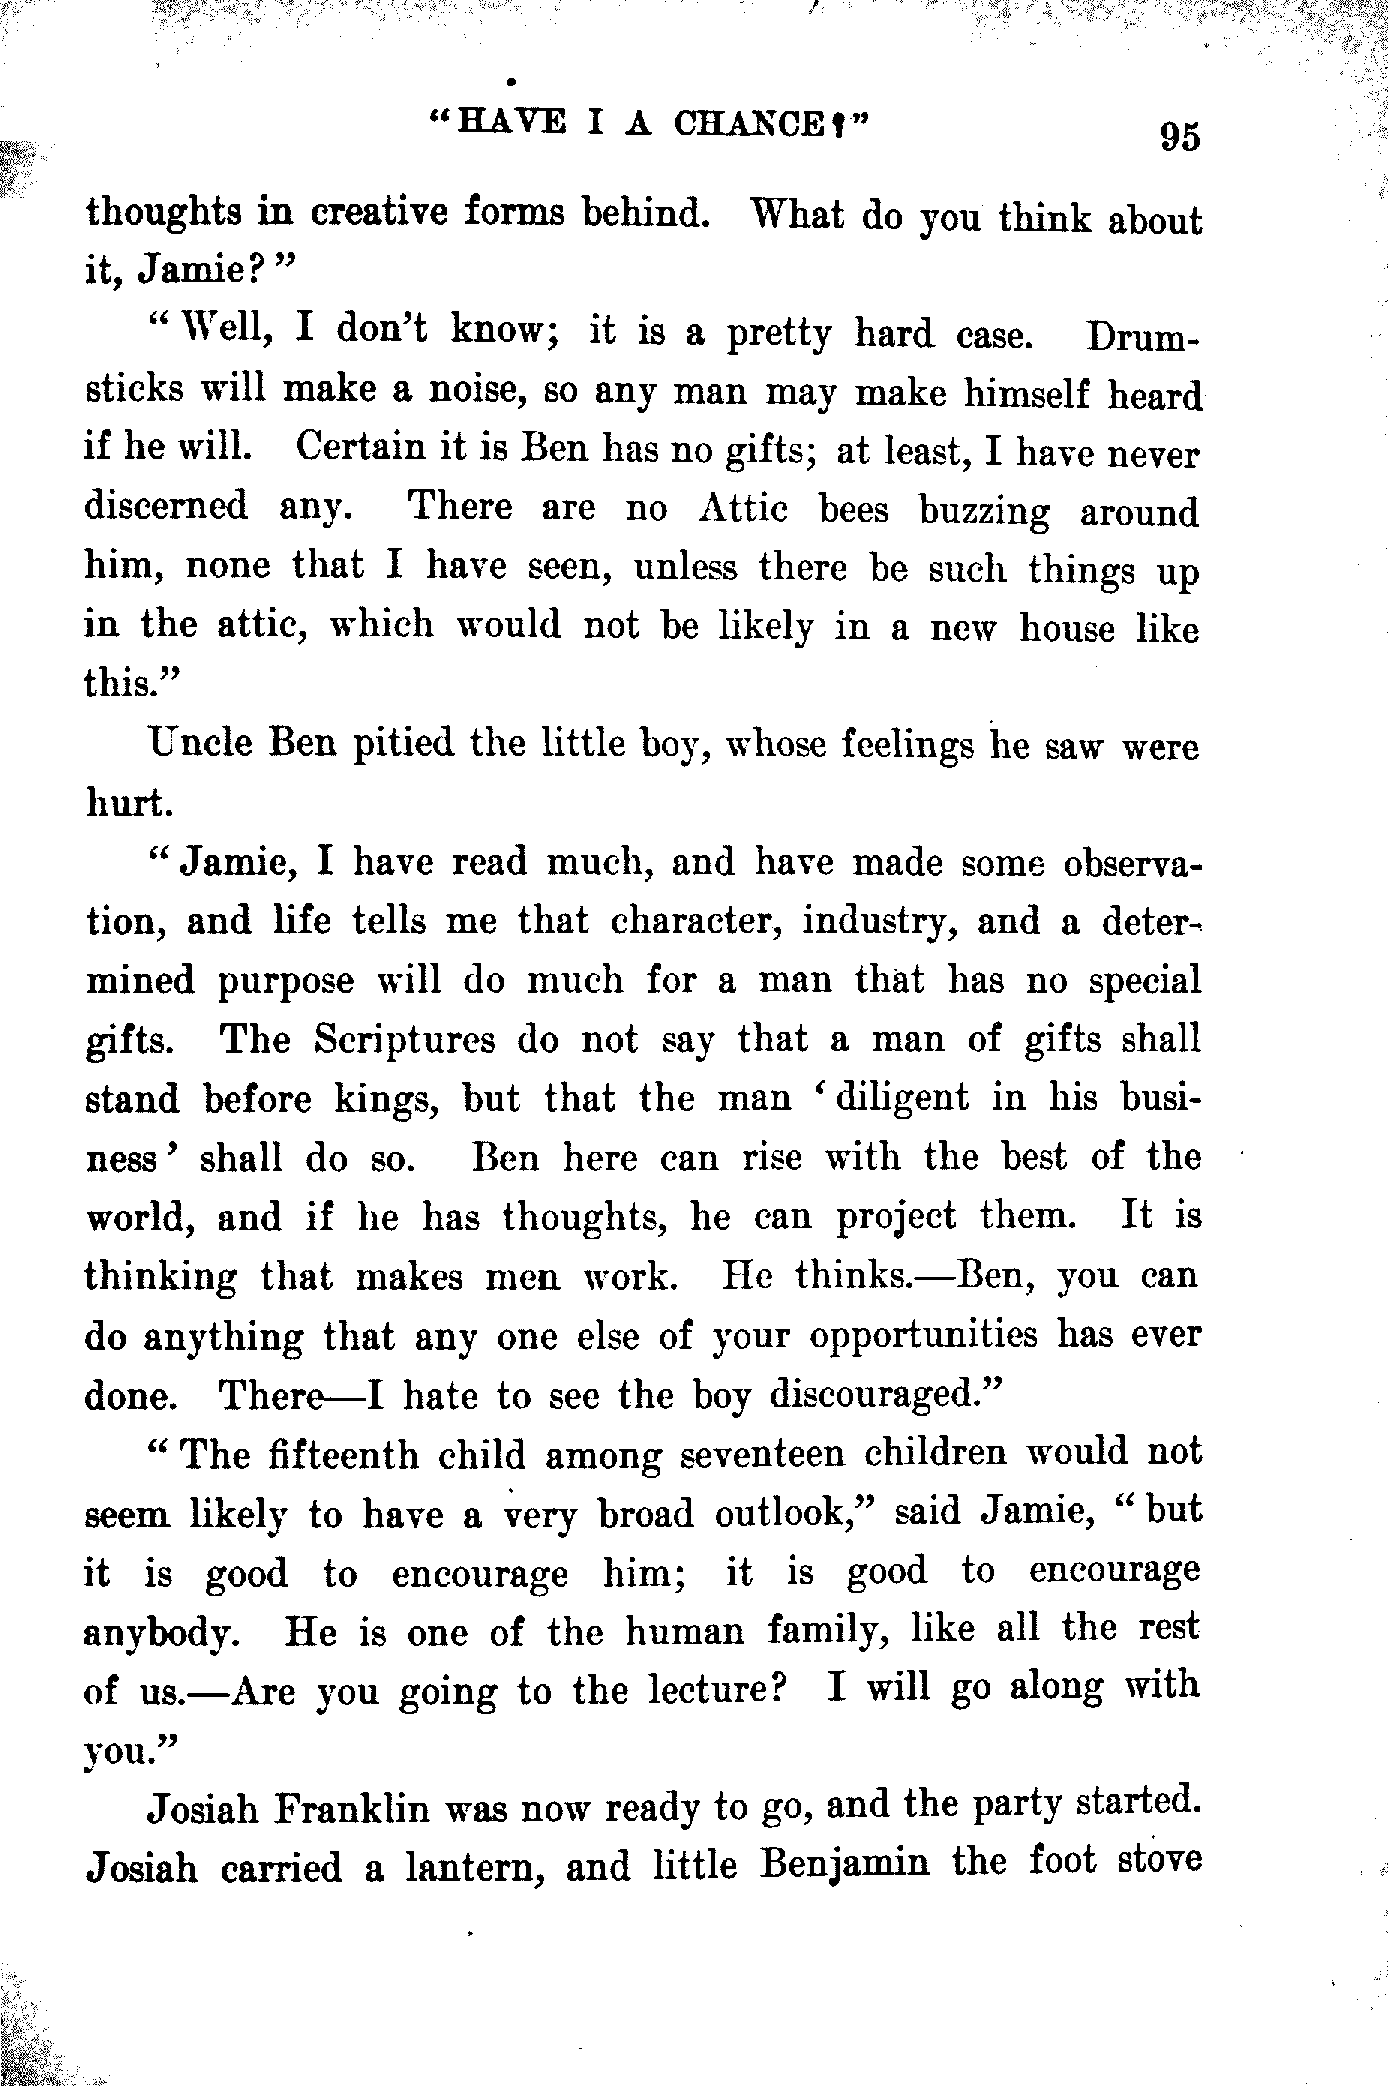 "HAVE I A CHANCE?" 95
thoughts in creative forms behind. What do you think about
it, Jamie?"
"Well, I don't know; it is a pretty hard case. Drum-
sticks will make a noise, so any man may make himself heard
if he will. Certain it is Ben has no gifts; at least, I have never
discerned any. There are no Attic bees buzzing around
him, none that I have seen, unless there be such things up
in the attic, which would not be likely in a new house like
this."
Uncle Ben pitied the little boy, whose feelings he saw were
hurt.
"Jamie, I have read much, and have made some observa-
tion, and life tells me that character, industry, and a deter-
mined purpose will do much for a man that has no special
gifts. The Scriptures do not say that a man of gifts shall
stand before kings, but that the man 'diligent in his busi-
ness' shall do so. Ben here can rise with the best of the
world, and if he has thoughts, he can project them. It is
thinking that makes men work. He thinks.—Ben, you can
do anything that any one else of your opportunities has ever
done. There—I hate to see the boy discouraged."
"The fifteenth child among seventeen children would not
seem likely to have a very broad outlook," said Jamie, "but
it is good to encourage him; it is good to encourage
anybody. He is one of the human family, like all the rest
of us.—Are you going to the lecture? I will go along with
you."
Josiah Franklin was now ready to go, and the party started.
Josiah carried a lantern, and little Benjamin the foot stove